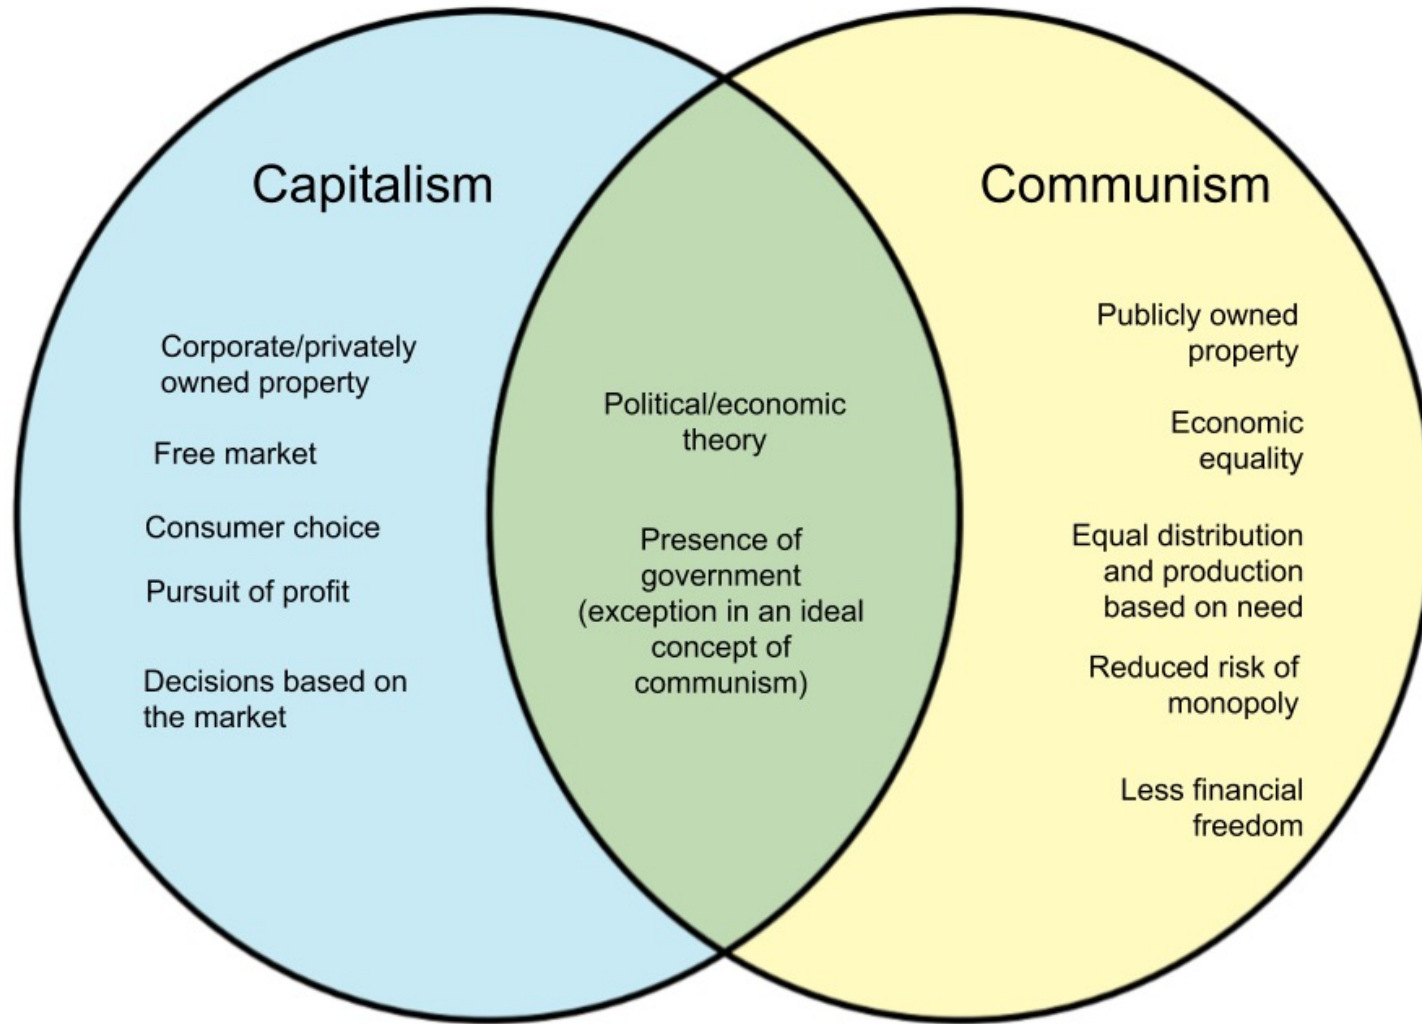 Capitalism
Corporate/privately
owned property
Free market
Consumer choice
Pursuit of profit
Decisions based on
the market
Political/economic
theory
Presence of
government
(exception in an ideal
concept of
communism)
Communism
Publicly owned
property
Economic
equality
Equal distribution
and production
based on need
Reduced risk of
monopoly
Less financial
freedom